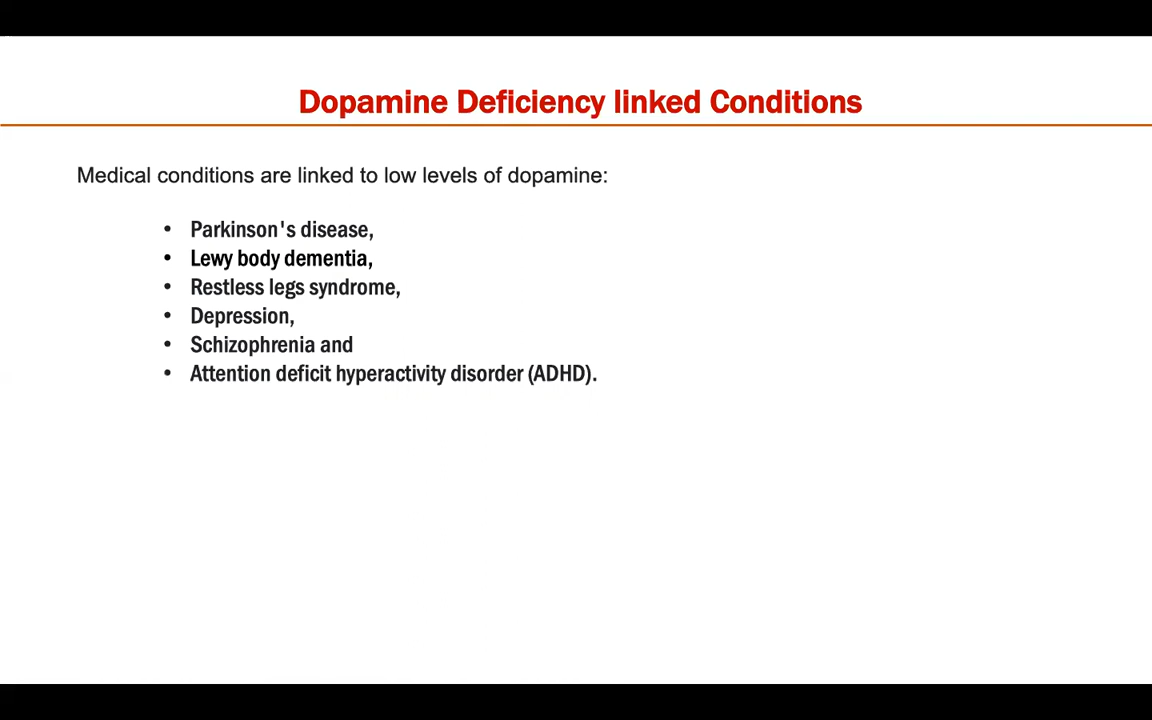 Dopamine Deficiency linked Conditions
Medical conditions are linked to low levels of dopamine:
• Parkinson's disease,
• Lewy body dementia,
• Restless legs syndrome,
• Depression,
• Schizophrenia and
• Attention deficit hyperactivity disorder (ADHD).